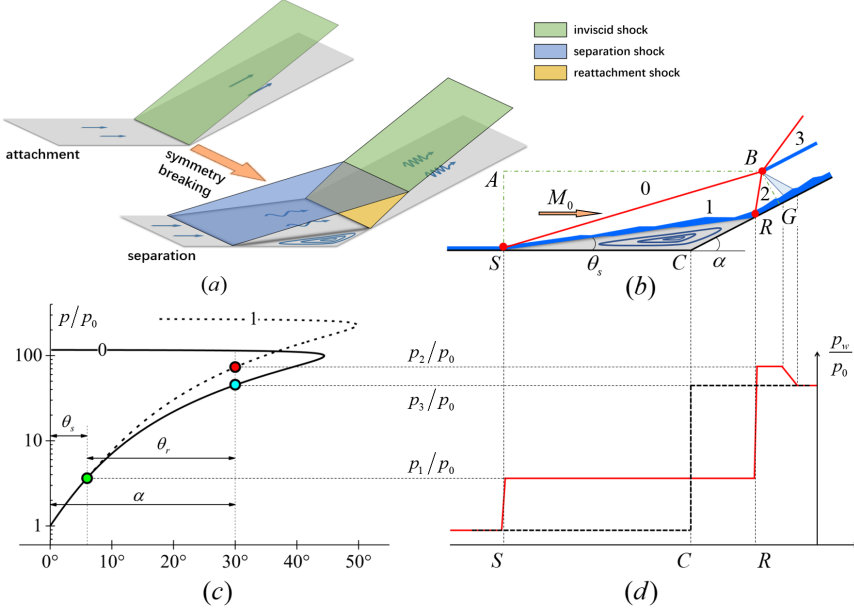 inviscid shock
separation shock
reattachment shock
attachment
symmetry
breaking
separation
(a)
A
B
3
0
M₀
1
2
R
G
S
θₛ
C
α
(b)
p/p₀
1
0
100
10
1
θₛ
θᵣ
α
0° 10° 20° 30° 40° 50°
(c)
p₂/p₀
p₃/p₀
p₁/p₀
p_w
p₀
S C R
(d)